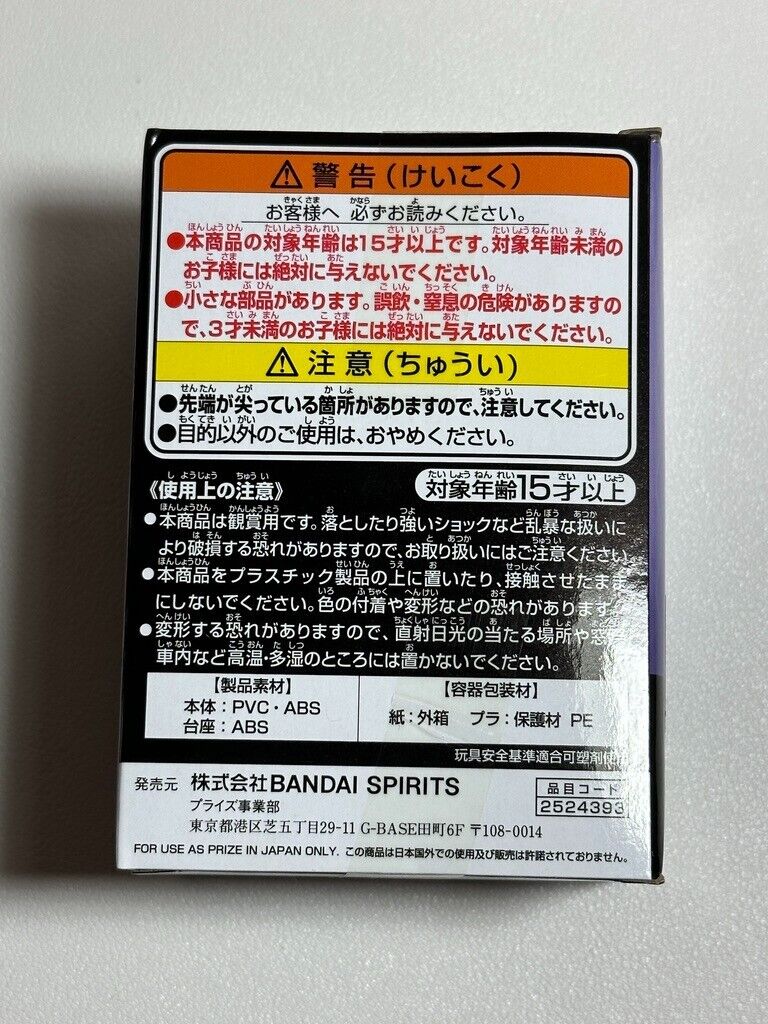 ⚠ 警告(けいこく)
お客様へ 必ずお読みください。
●本商品の対象年齢は15才以上です。対象年齢未満の
お子様には絶対に与えないでください。
●小さな部品があります。誤飲・窒息の危険がありますの
で、3才未満のお子様には絶対に与えないでください。
⚠ 注意(ちゅうい)
●先端が尖っている箇所がありますので、注意してください。
●目的以外のご使用は、おやめください。
《使用上の注意》
対象年齢15才以上
●本商品は観賞用です。落としたり強いショックなど乱暴な扱いに
より破損する恐れがありますので、お取り扱いにはご注意ください。
●本商品をプラスチック製品の上に置いたり、接触させたまま
にしないでください。色の付着や変形などの恐れがあります。
●変形する恐れがありますので、直射日光の当たる場所や窓際
車内など高温・多湿のところには置かないでください。
【製品素材】
本体:PVC・ABS
台座:ABS
【容器包装材】
紙:外箱 プラ:保護材 PE
玩具安全基準適合可塑剤使
発売元 株式会社BANDAI SPIRITS
プライズ事業部
東京都港区芝五丁目29-11 G-BASE田町6F 〒108-0014
品目コード
2524393
FOR USE AS PRIZE IN JAPAN ONLY. この商品は日本国外での使用及び販売は許諾されておりません。